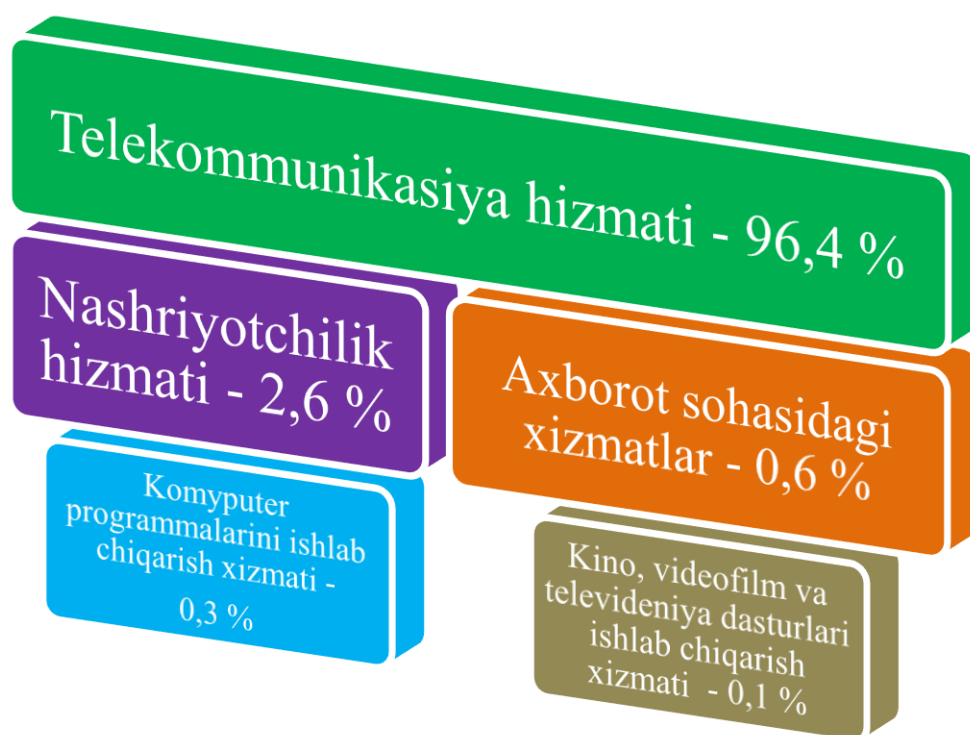 Telekommunikasiya hizmati - 96,4 %
Nashriyotchilik
hizmati - 2,6 %
Axborot sohasidagi
xizmatlar - 0,6 %
Komyputer
programmalarini ishlab
chiqarish xizmati -
0,3 %
Kino, videofilm va
televideniya dasturlari
ishlab chiqarish
xizmati - 0,1 %